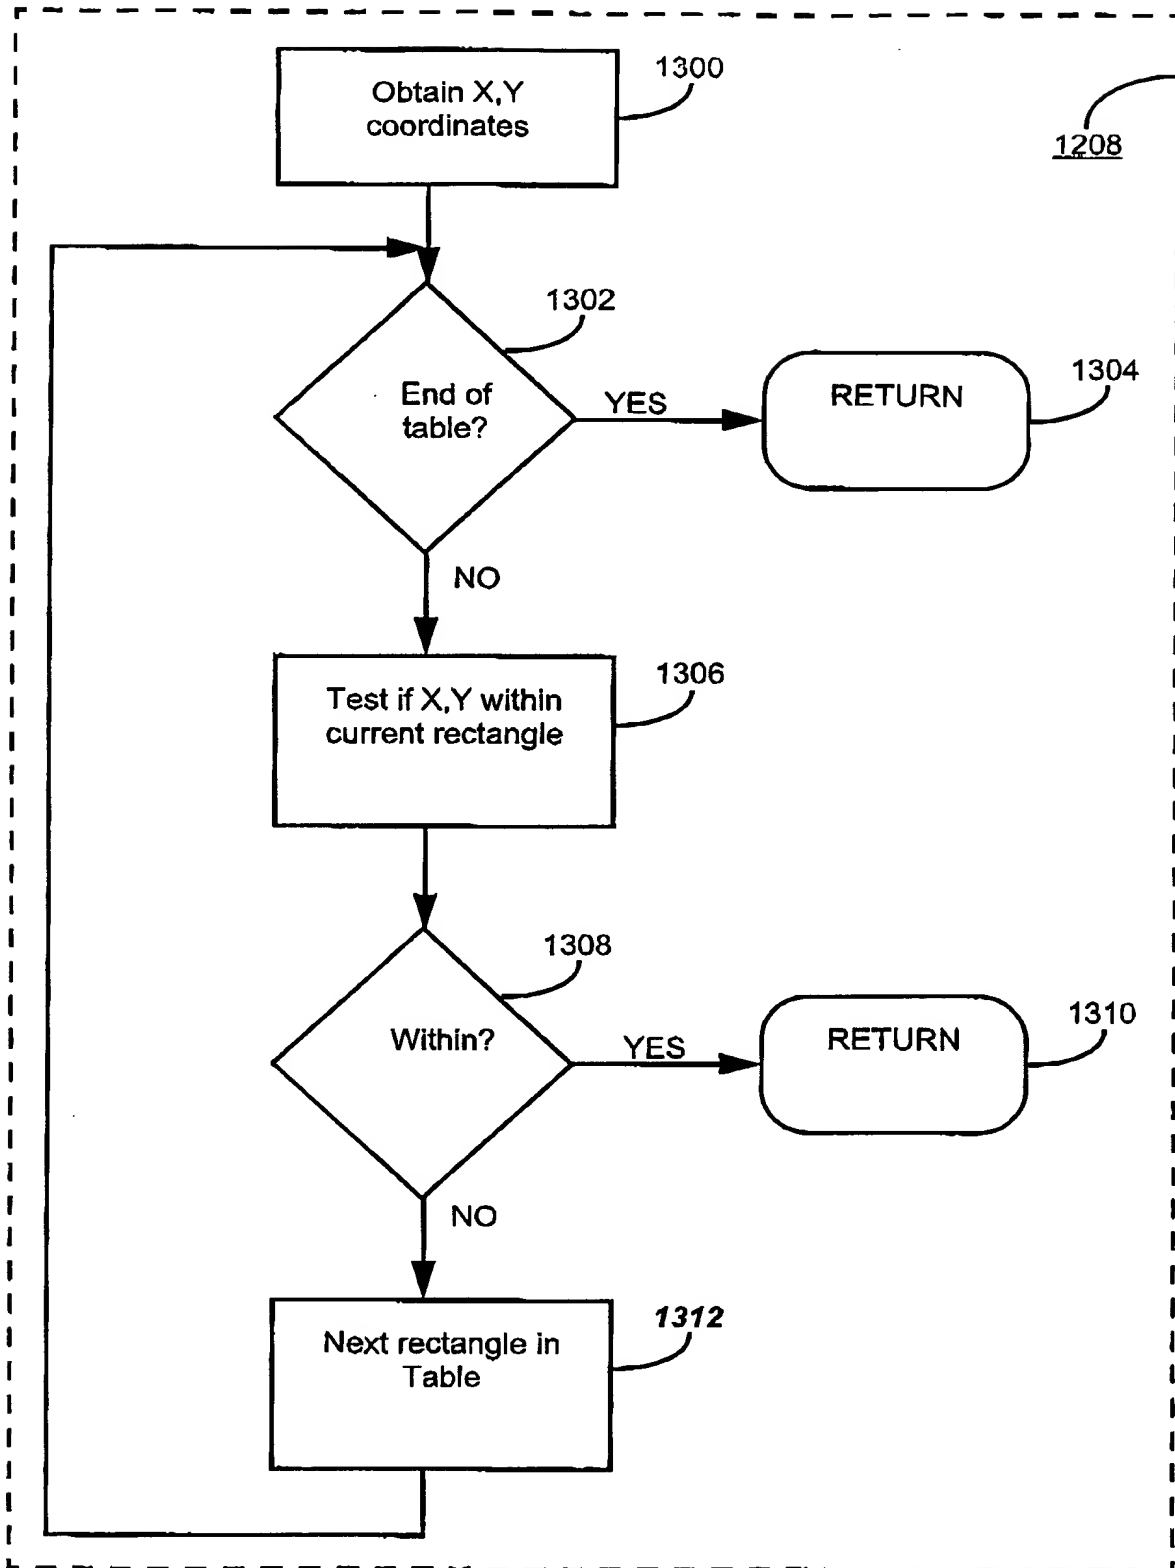 Obtain X,Y
coordinates
1300
1208
1302
End of
table?
YES
RETURN
1304
NO
Test if X,Y within
current rectangle
1306
1308
Within?
YES
RETURN
1310
NO
Next rectangle in
Table
1312